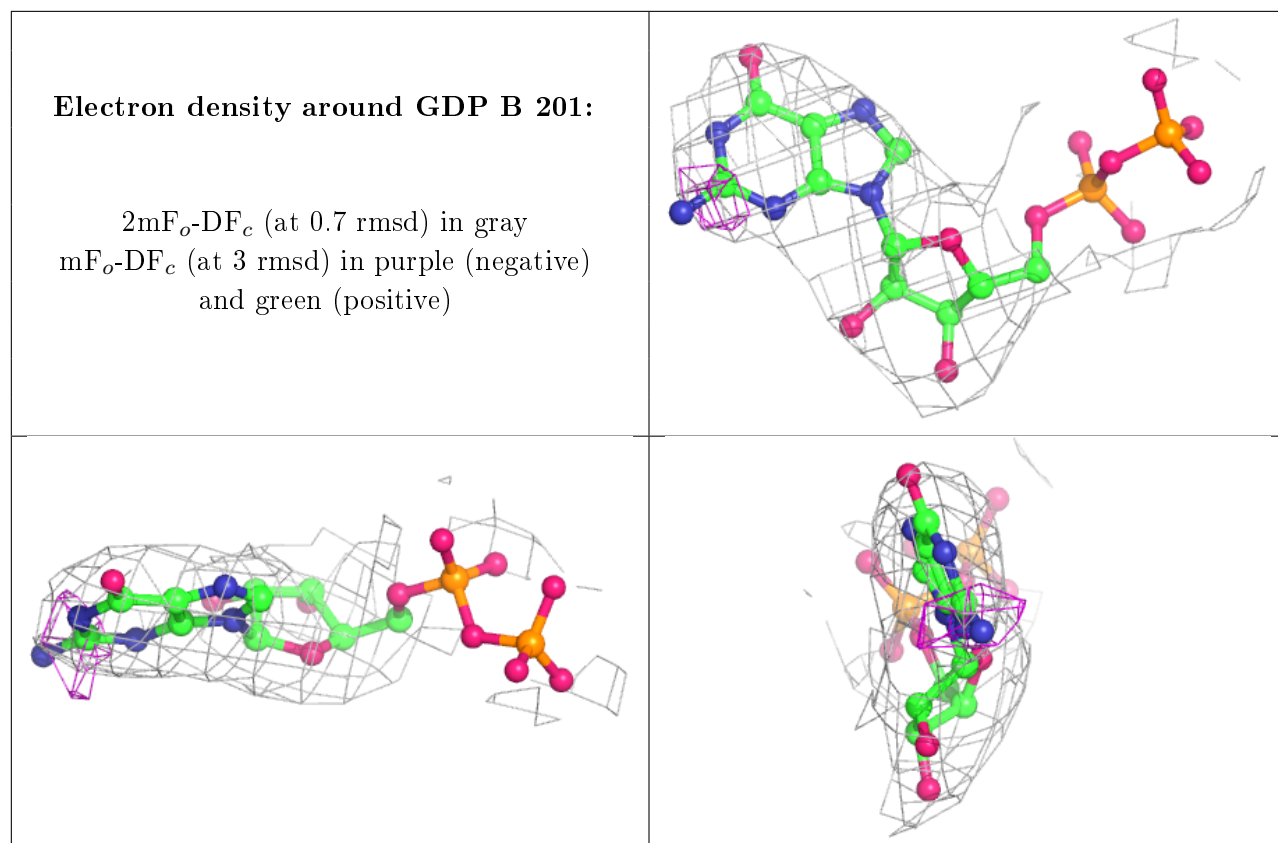 Electron density around GDP B 201:
2mFo-DFc (at 0.7 rmsd) in gray
mFo-DFc (at 3 rmsd) in purple (negative)
and green (positive)